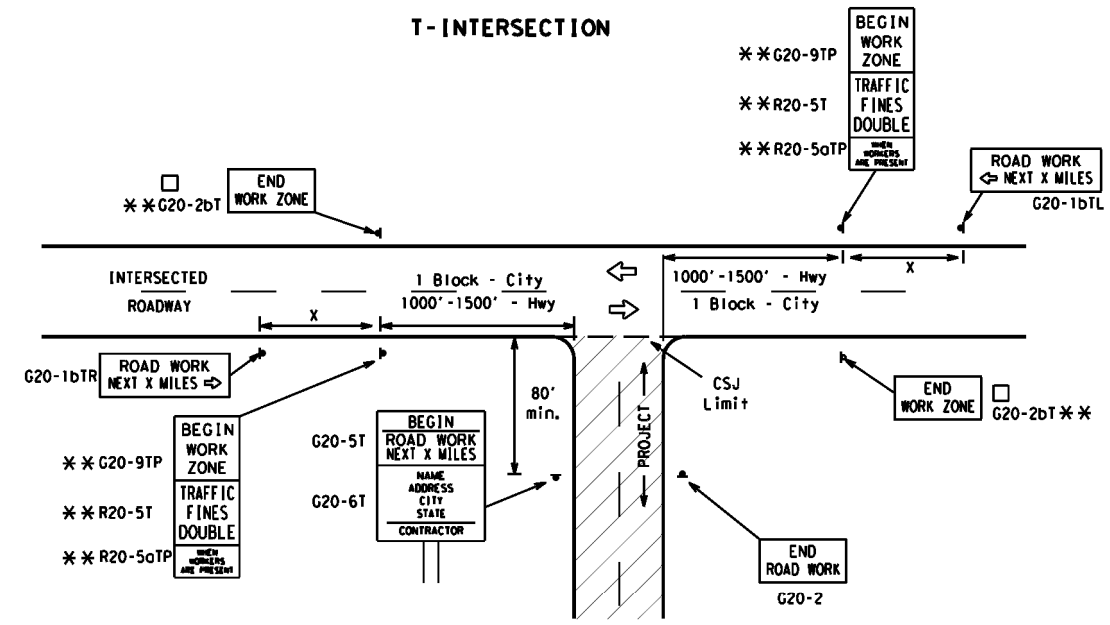 T-INTERSECTION
BEGIN
WORK
ZONE
TRAFFIC
FINES
DOUBLE
WHEN
WORKERS
ARE PRESENT
**G20-9TP
**R20-5T
**R20-5aTP
ROAD WORK
⇦ NEXT X MILES
G20-1bTL
END
WORK ZONE
□
**G20-2bT
INTERSECTED
ROADWAY
1 Block - City
1000'-1500' - Hwy
1000'-1500' - Hwy
1 Block - City
X
X
G20-1bTR
ROAD WORK
NEXT X MILES ⇨
80'
min.
CSJ
Limit
PROJECT
END
WORK ZONE
□
G20-2bT**
**G20-9TP
**R20-5T
**R20-5aTP
BEGIN
WORK
ZONE
TRAFFIC
FINES
DOUBLE
WHEN
WORKERS
ARE PRESENT
G20-5T
G20-6T
BEGIN
ROAD WORK
NEXT X MILES
NAME
ADDRESS
CITY
STATE
CONTRACTOR
END
ROAD WORK
G20-2